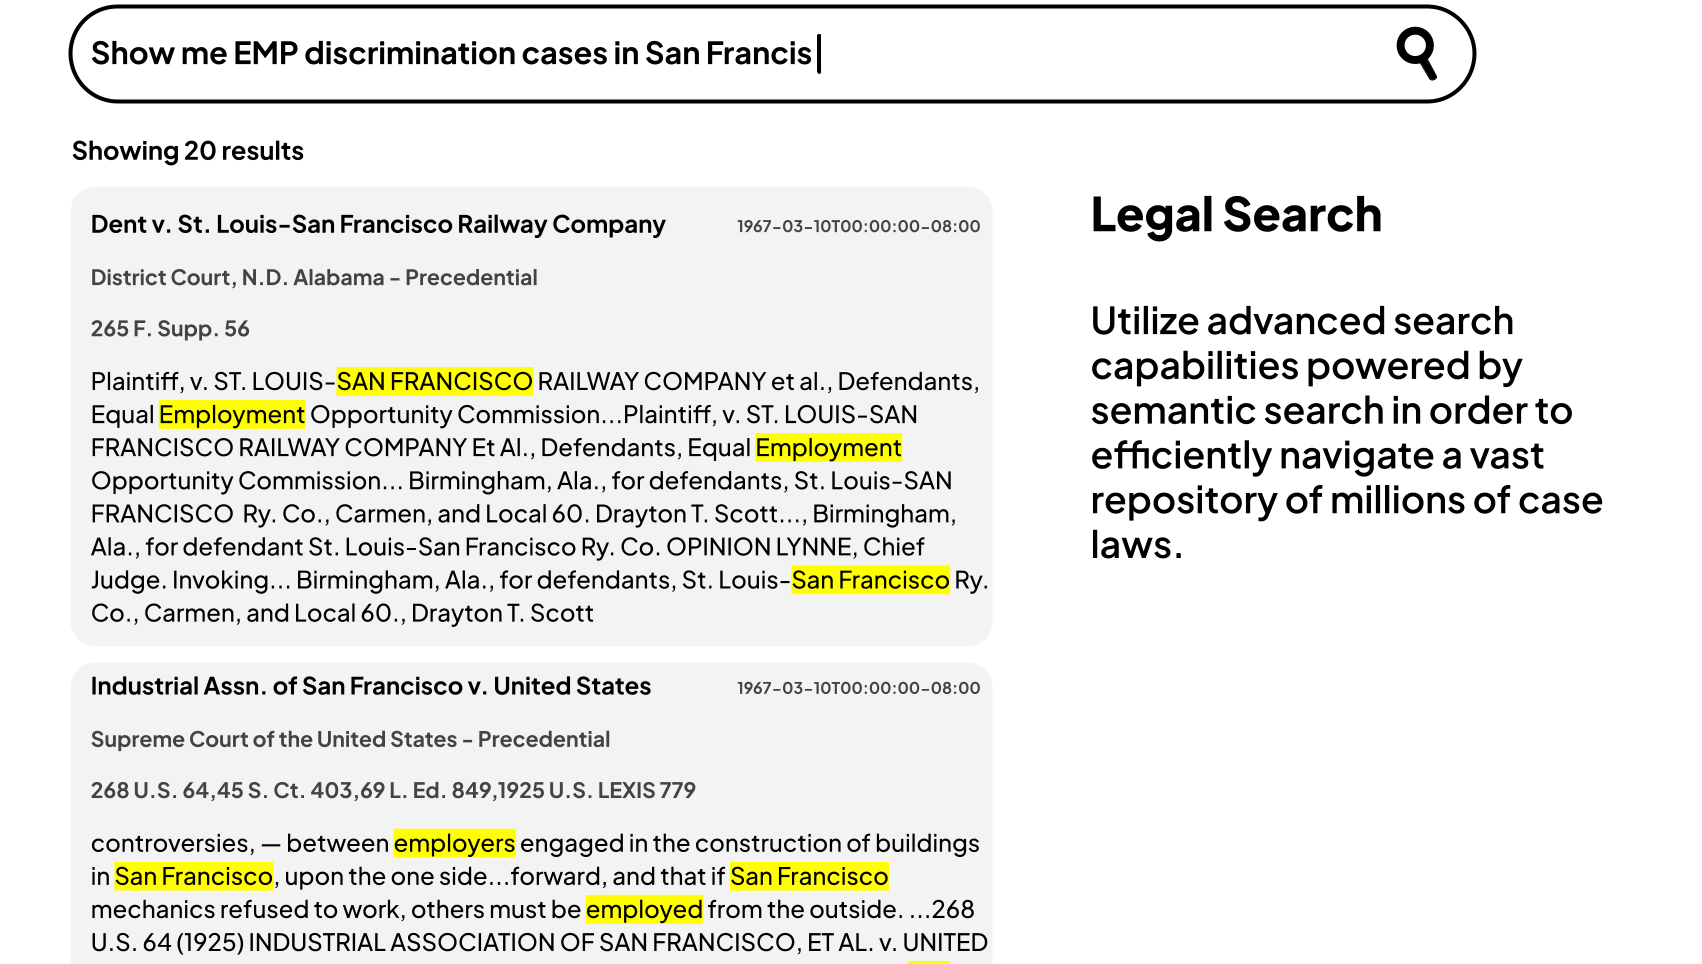 Show me EMP discrimination cases in San Francis
Showing 20 results
Dent v. St. Louis-San Francisco Railway Company
1967-03-10T00:00:00-08:00
District Court, N.D. Alabama - Precedential
265 F. Supp. 56
Plaintiff, v. ST. LOUIS-SAN FRANCISCO RAILWAY COMPANY et al., Defendants,
Equal Employment Opportunity Commission...Plaintiff, v. ST. LOUIS-SAN
FRANCISCO RAILWAY COMPANY Et Al., Defendants, Equal Employment
Opportunity Commission... Birmingham, Ala., for defendants, St. Louis-SAN
FRANCISCO Ry. Co., Carmen, and Local 60. Drayton T. Scott..., Birmingham,
Ala., for defendant St. Louis-San Francisco Ry. Co. OPINION LYNNE, Chief
Judge. Invoking... Birmingham, Ala., for defendants, St. Louis-San Francisco Ry.
Co., Carmen, and Local 60., Drayton T. Scott
Industrial Assn. of San Francisco v. United States
1967-03-10T00:00:00-08:00
Supreme Court of the United States - Precedential
268 U.S. 64,45 S. Ct. 403,69 L. Ed. 849,1925 U.S. LEXIS 779
controversies, — between employers engaged in the construction of buildings
in San Francisco, upon the one side...forward, and that if San Francisco
mechanics refused to work, others must be employed from the outside. ...268
U.S. 64 (1925) INDUSTRIAL ASSOCIATION OF SAN FRANCISCO, ET AL. v. UNITED
Legal Search
Utilize advanced search
capabilities powered by
semantic search in order to
efficiently navigate a vast
repository of millions of case
laws.